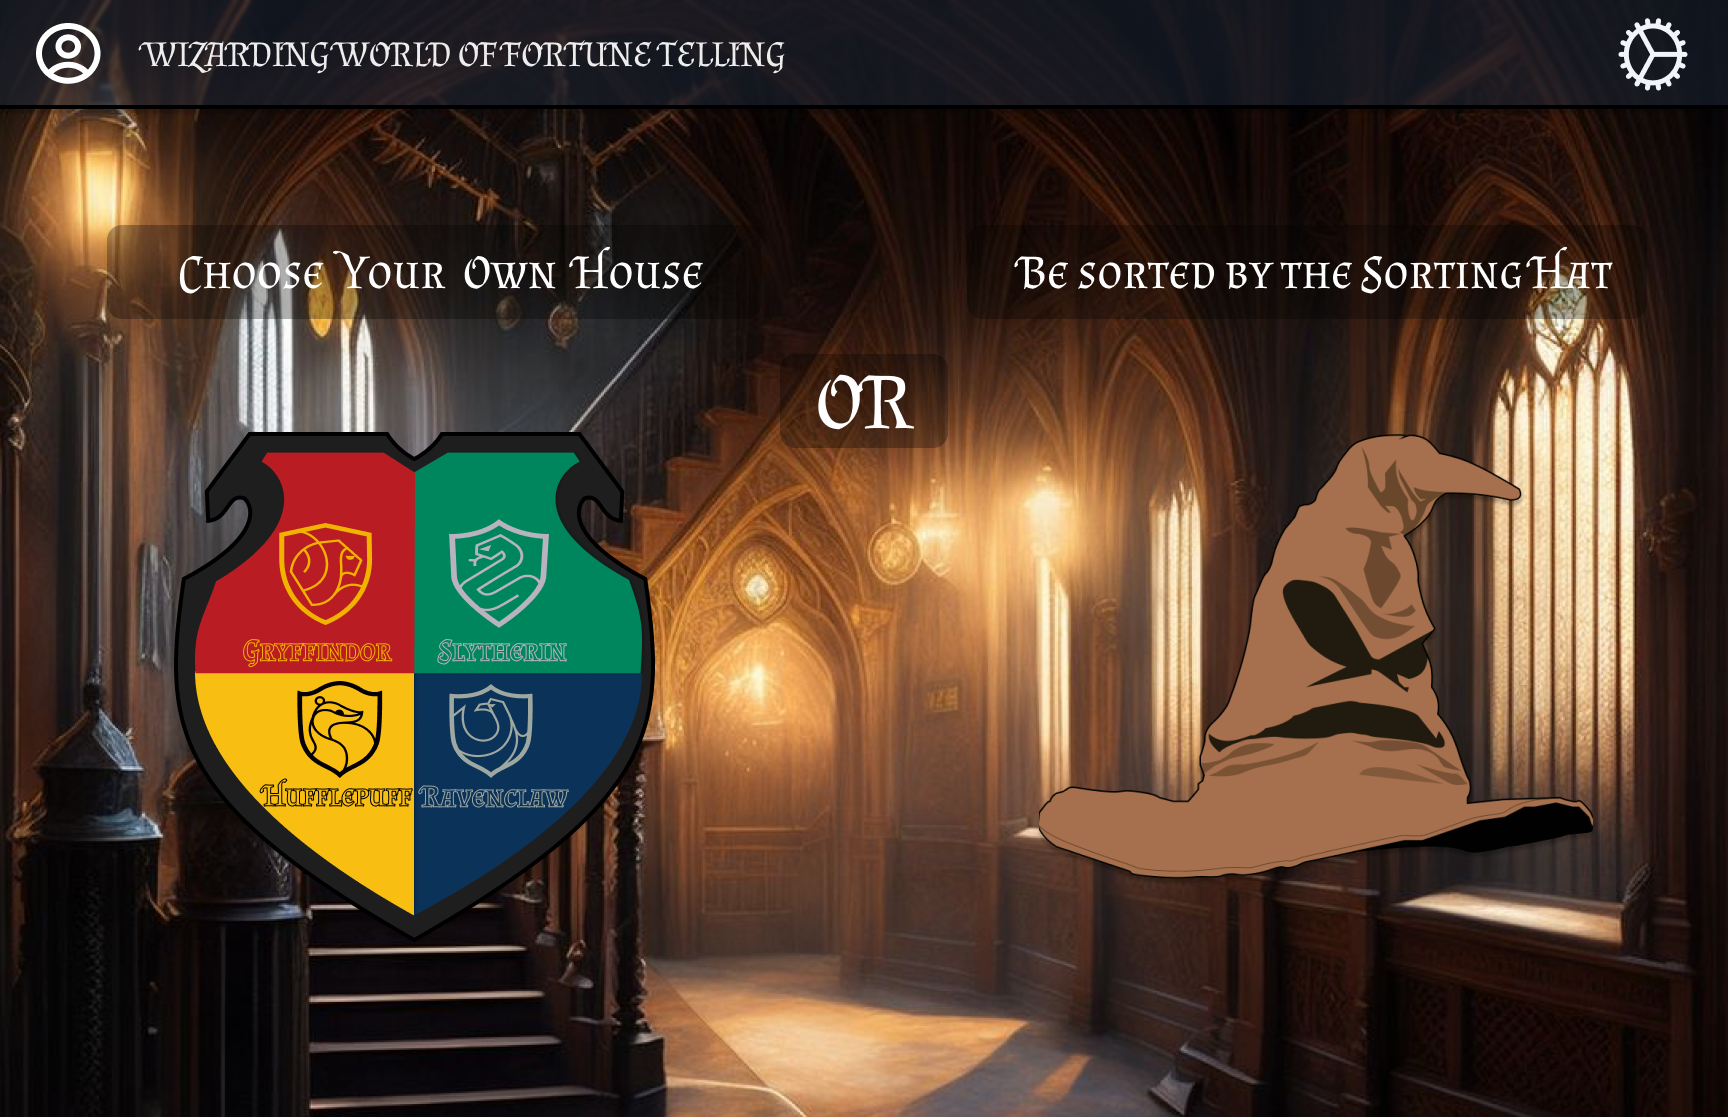 WIZARDING WORLD OF FORTUNE TELLING
Choose Your Own House
Be sorted by the Sorting Hat
OR
Gryffindor
Slytherin
Hufflepuff
Ravenclaw